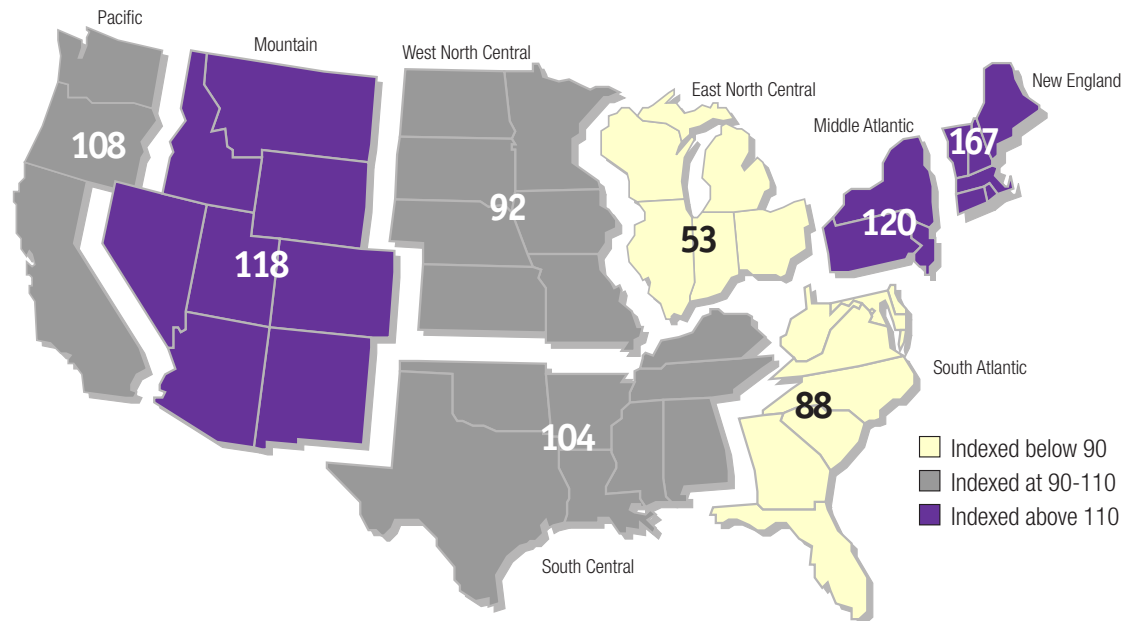 Pacific
Mountain
West North Central
East North Central
Middle Atlantic
New England
108
118
92
53
120
167
104
88
South Atlantic
South Central
Indexed below 90
Indexed at 90-110
Indexed above 110